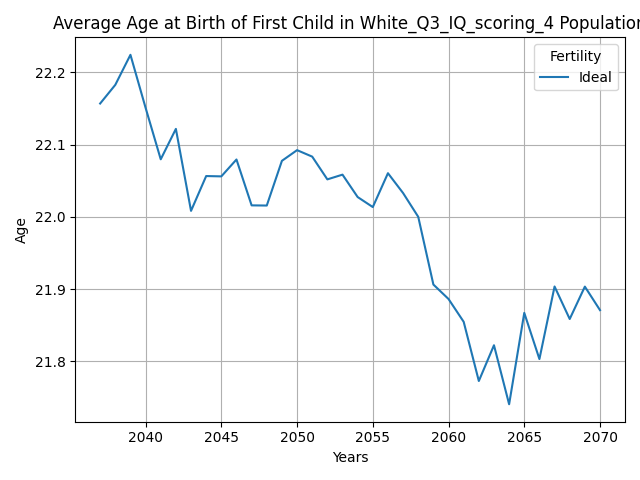 Average Age at Birth of First Child in White_Q3_IQ_scoring_4 Population
Fertility
Ideal
22.2
22.1
22.0
21.9
21.8
Age
2040 2045 2050 2055 2060 2065 2070
Years